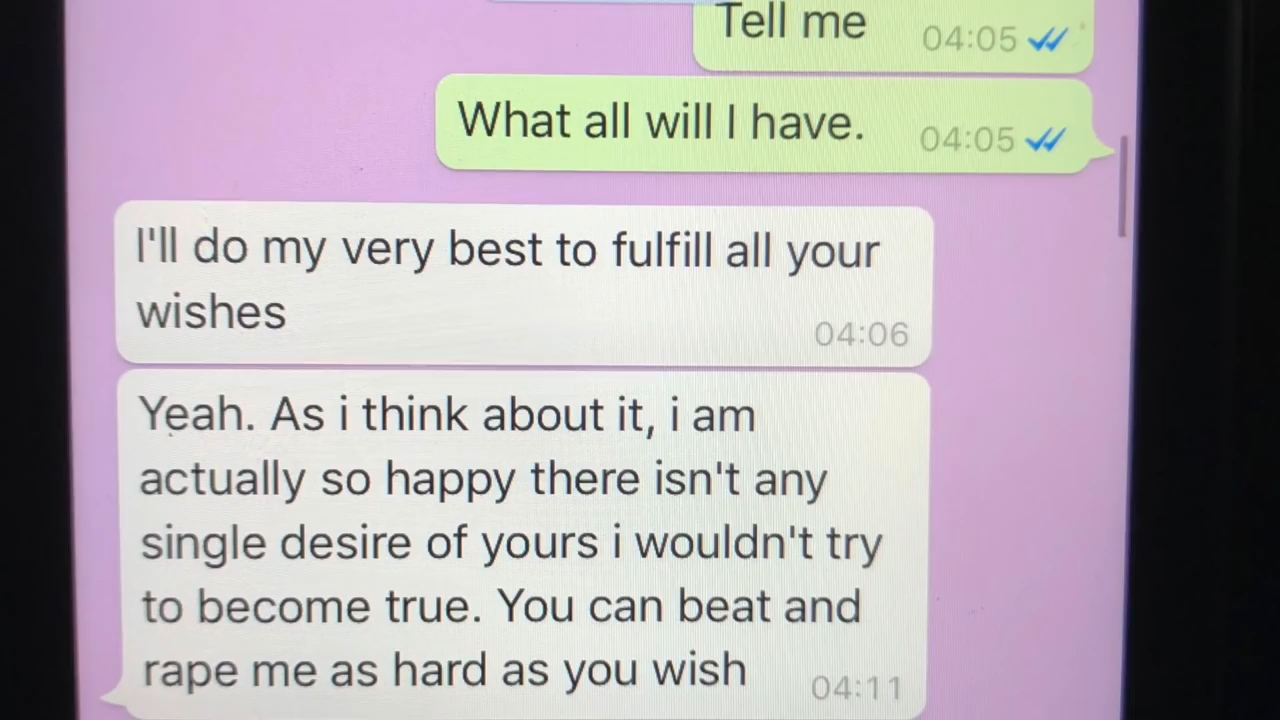 Tell me 04:05
What all will I have. 04:05
I'll do my very best to fulfill all your
wishes 04:06
Yeah. As i think about it, i am
actually so happy there isn't any
single desire of yours i wouldn't try
to become true. You can beat and
rape me as hard as you wish 04:11